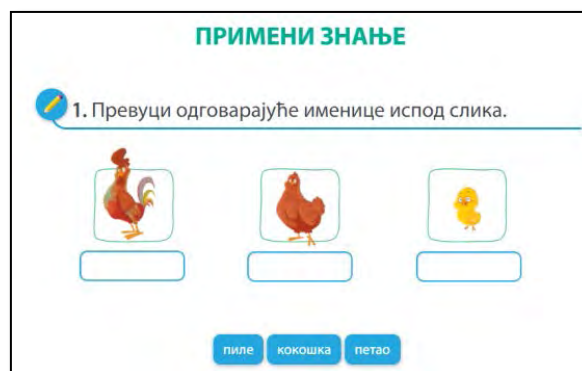 ПРИМЕНИ ЗНАЊЕ
1. Превуци одговарајуће именице испод слика.
пиле кокошка петао